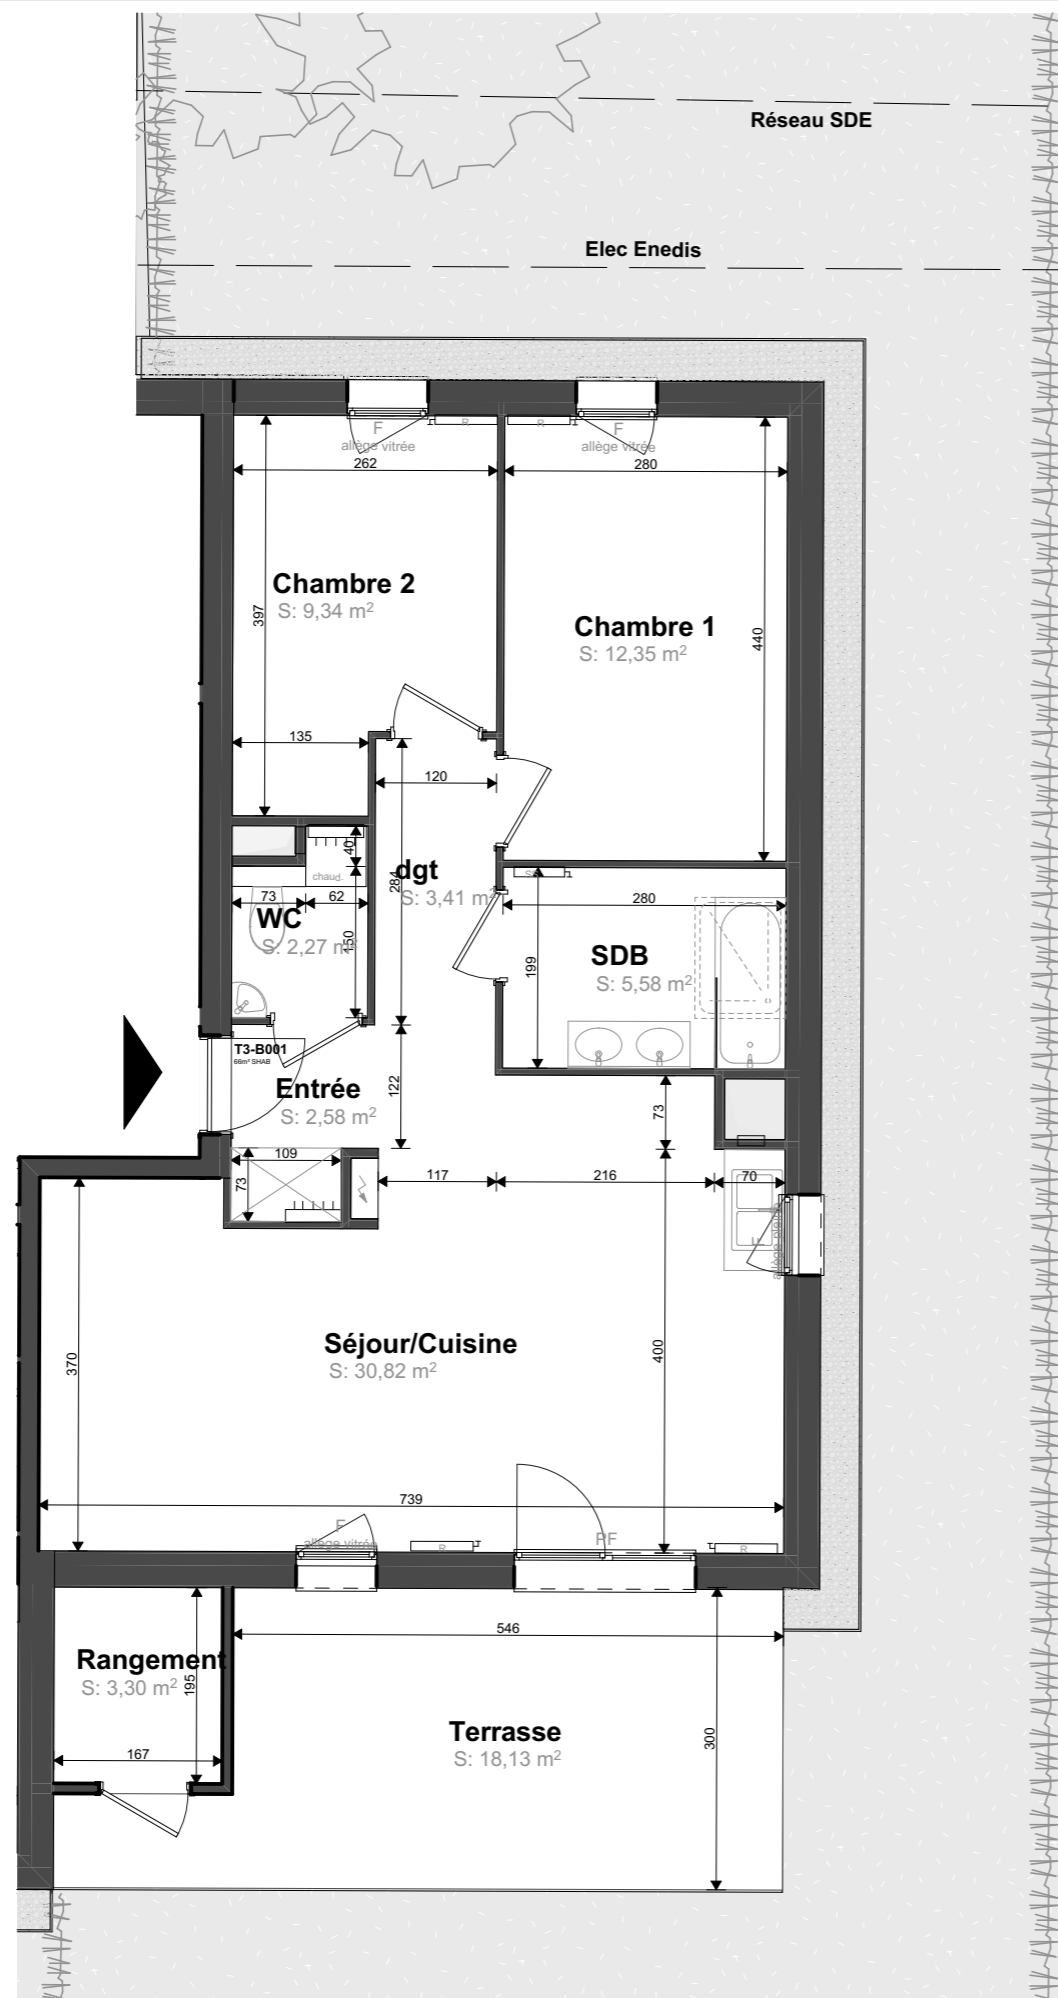 Réseau SDE
Elec Enedis
F
allège vitrée
R
R
F
allège vitrée
262
280
Chambre 2
S: 9,34 m²
397
Chambre 1
S: 12,35 m²
440
135
120
40
chaud.
dgt
S: 3,41 m²
284
73
62
WC
S: 2,27 m²
150
280
SDB
S: 5,58 m²
199
T3-B001
66m² SHAB
Entrée
S: 2,58 m²
122
73
109
73
117
216
70
F
allège pleine
Séjour/Cuisine
S: 30,82 m²
370
400
739
F
allège vitrée
R
PF
R
546
Rangement
S: 3,30 m²
195
167
Terrasse
S: 18,13 m²
300